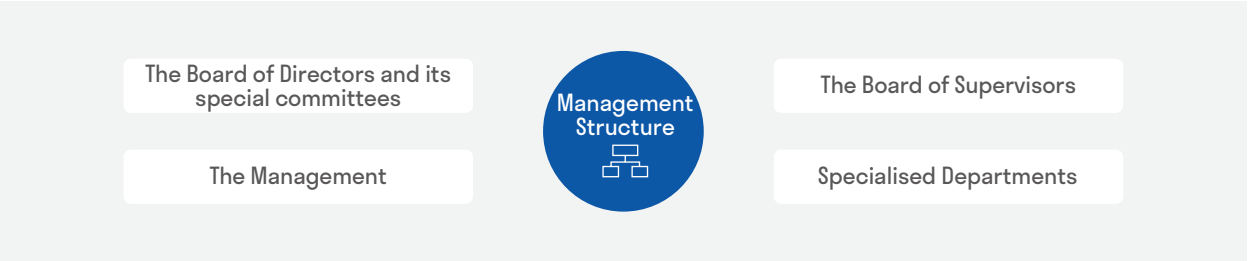 The Board of Directors and its
special committees
The Management
Management
Structure
The Board of Supervisors
Specialised Departments